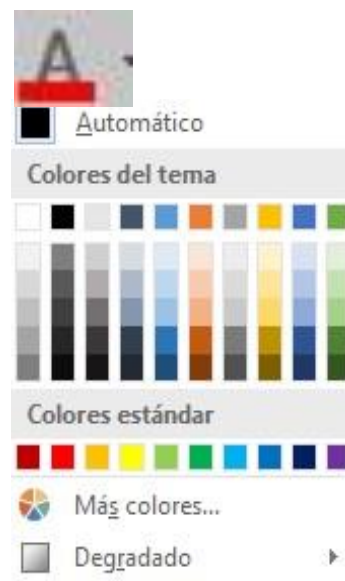 A
Automático
Colores del tema
Colores estándar
Más colores...
Degradado